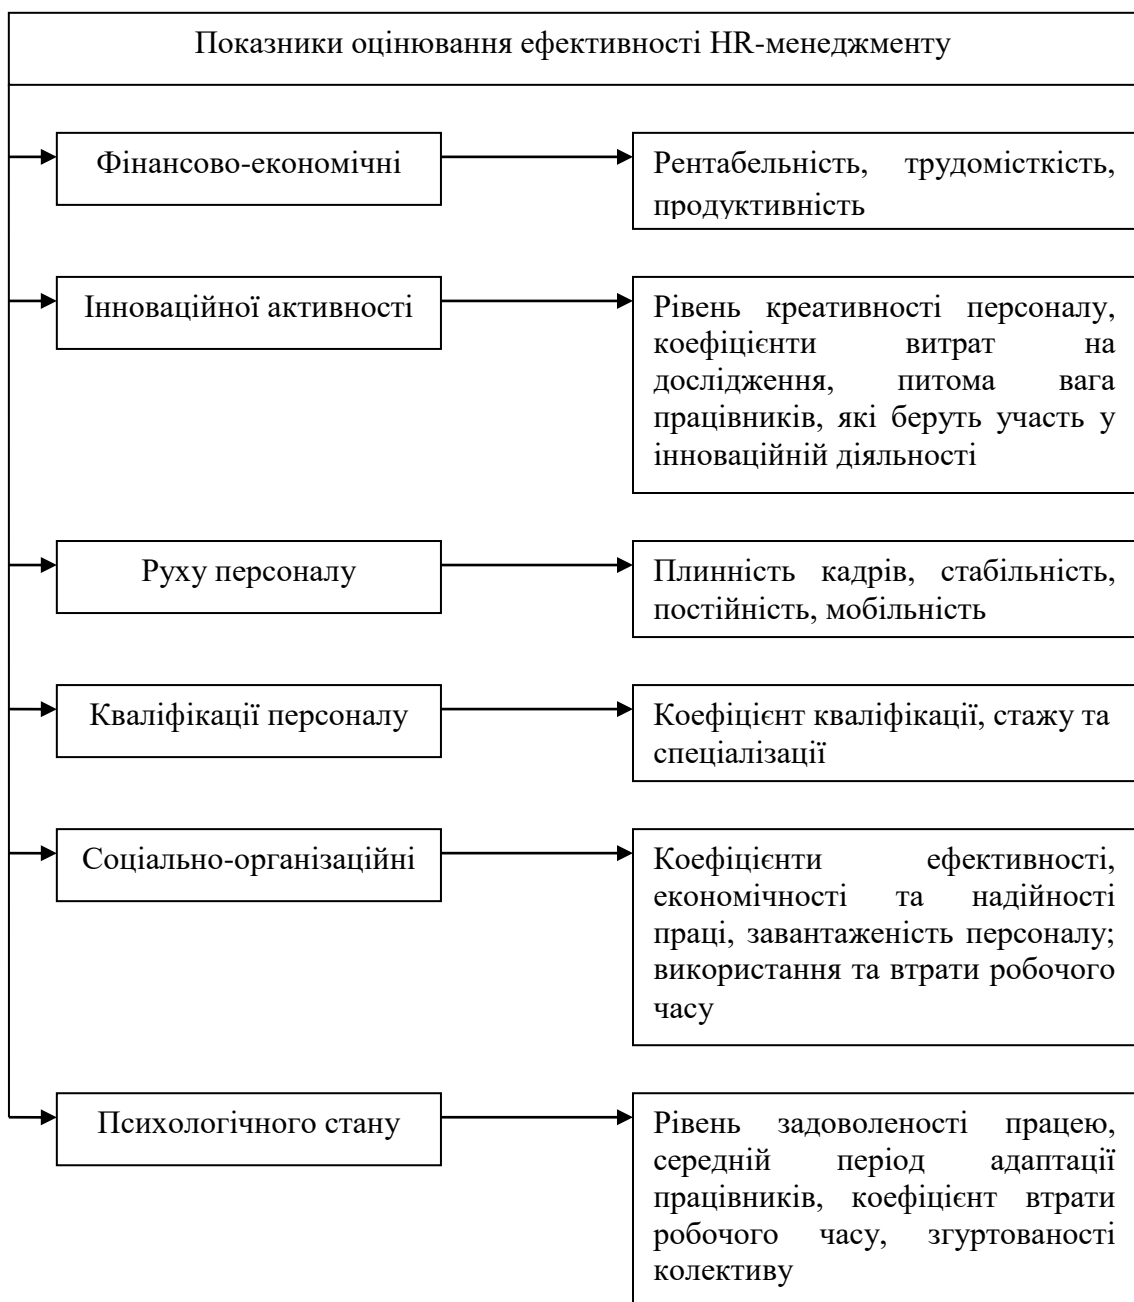 Показники оцінювання ефективності HR-менеджменту
Фінансово-економічні
Рентабельність, трудомісткість,
продуктивність
Інноваційної активності
Рівень креативності персоналу,
коефіцієнти витрат на
дослідження, питома вага
працівників, які беруть участь у
інноваційній діяльності
Руху персоналу
Плинність кадрів, стабільність,
постійність, мобільність
Кваліфікації персоналу
Коефіцієнт кваліфікації, стажу та
спеціалізації
Соціально-організаційні
Коефіцієнти ефективності,
економічності та надійності
праці, завантаженість персоналу;
використання та втрати робочого
часу
Психологічного стану
Рівень задоволеності працею,
середній період адаптації
працівників, коефіцієнт втрати
робочого часу, згуртованості
колективу